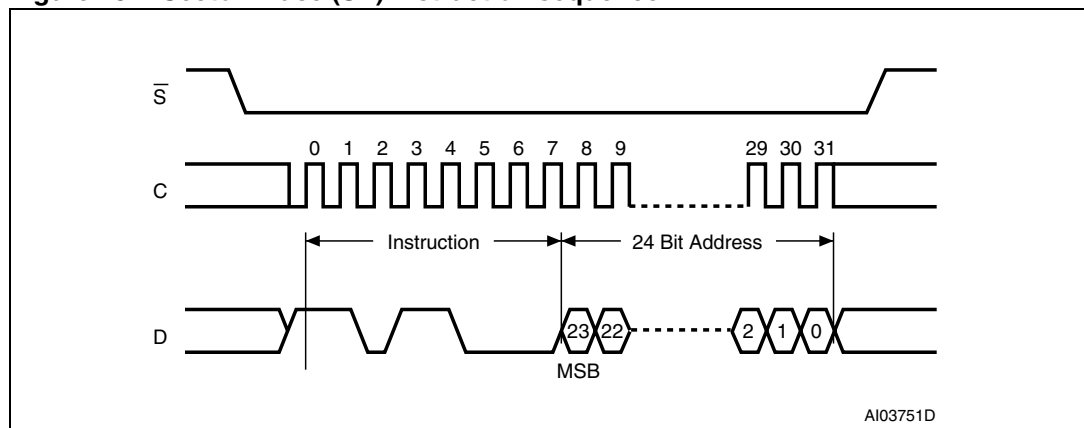 S
0 1 2 3 4 5 6 7 8 9 29 30 31
C
Instruction 24 Bit Address
D
23 22 2 1 0
MSB
AI03751D